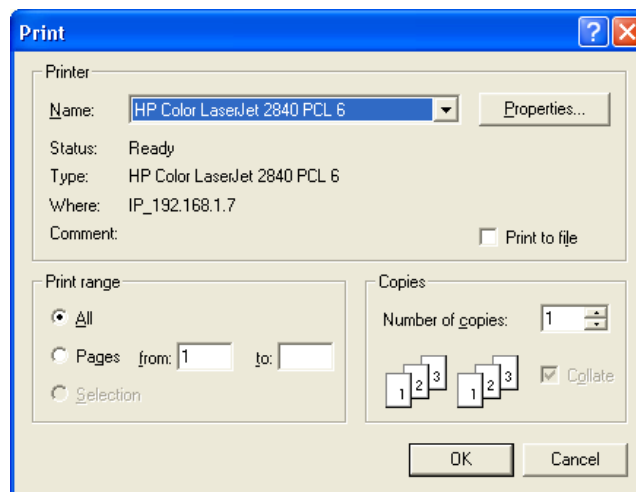 Print
Printer
Name: HP Color LaserJet 2840 PCL 6 Properties...
Status: Ready
Type: HP Color LaserJet 2840 PCL 6
Where: IP_192.168.1.7
Comment: Print to file
Print range
All
Pages from: 1 to:
Selection
Copies
Number of copies: 1
1 2 3 1 2 3 Collate
OK Cancel